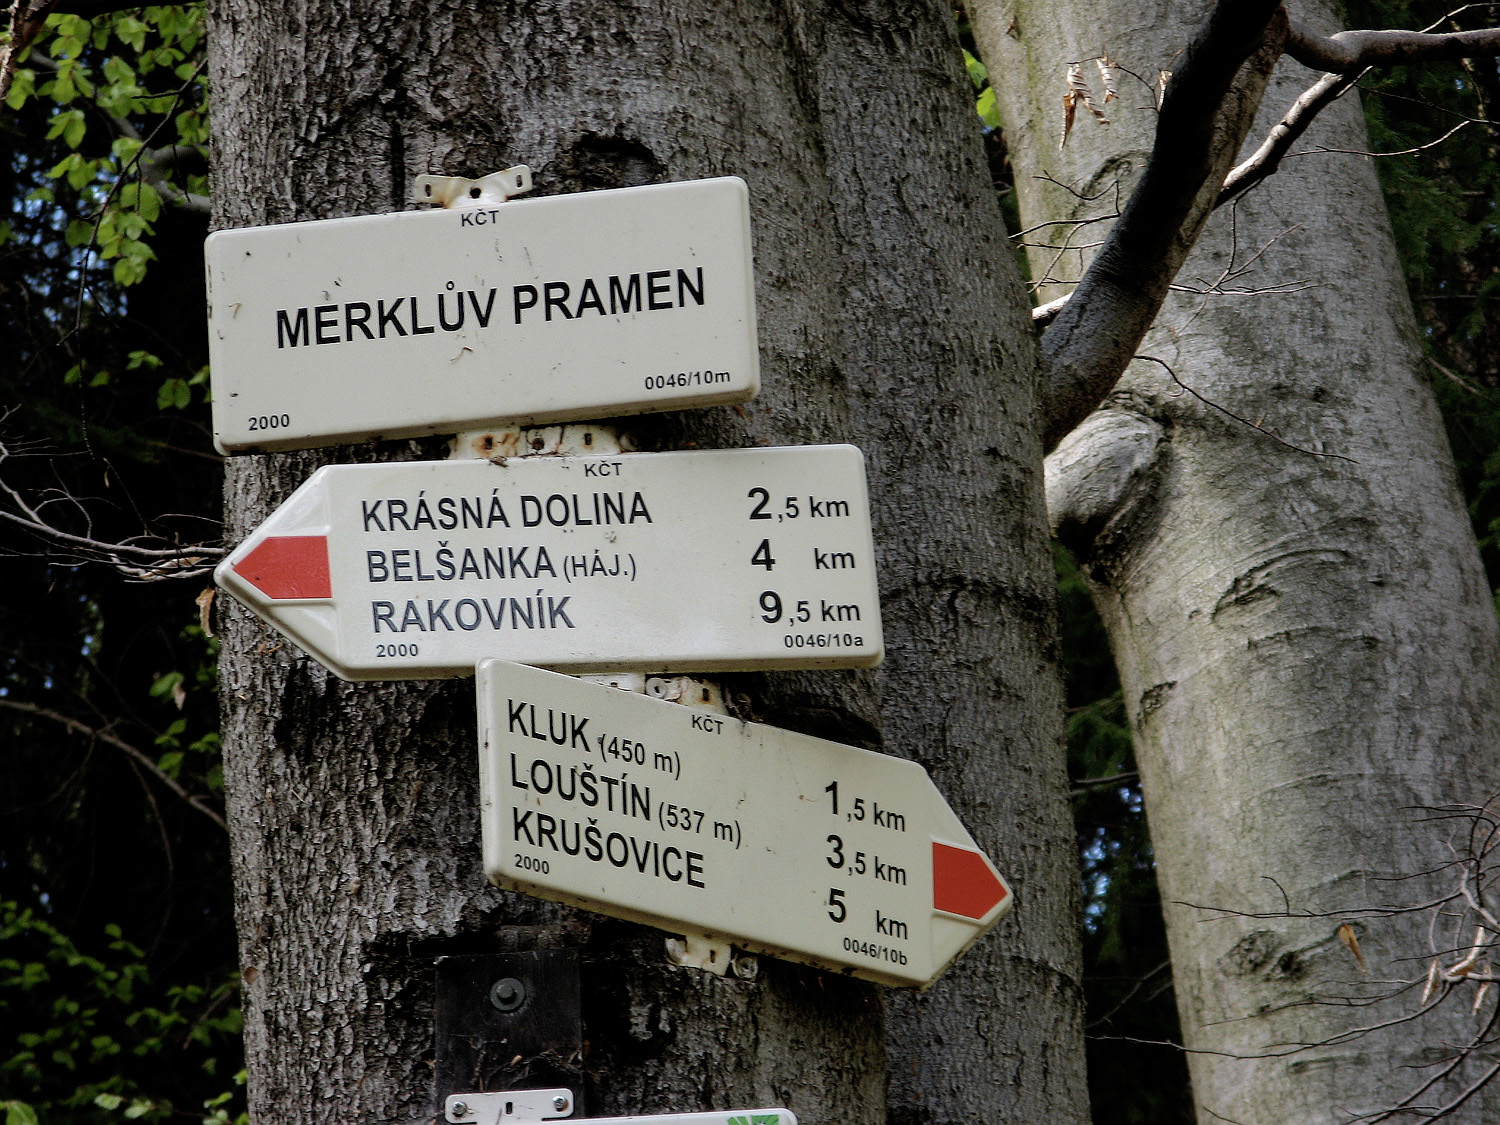 KČT
MERKLŮV PRAMEN
0046/10m
2000
KČT
KRÁSNÁ DOLINA 2,5 km
BELŠANKA (HÁJ.) 4 km
RAKOVNÍK 9,5 km
2000 0046/10a
KČT
KLUK (450 m) 1,5 km
LOUŠTÍN (537 m) 3,5 km
KRUŠOVICE 5 km
2000 0046/10b